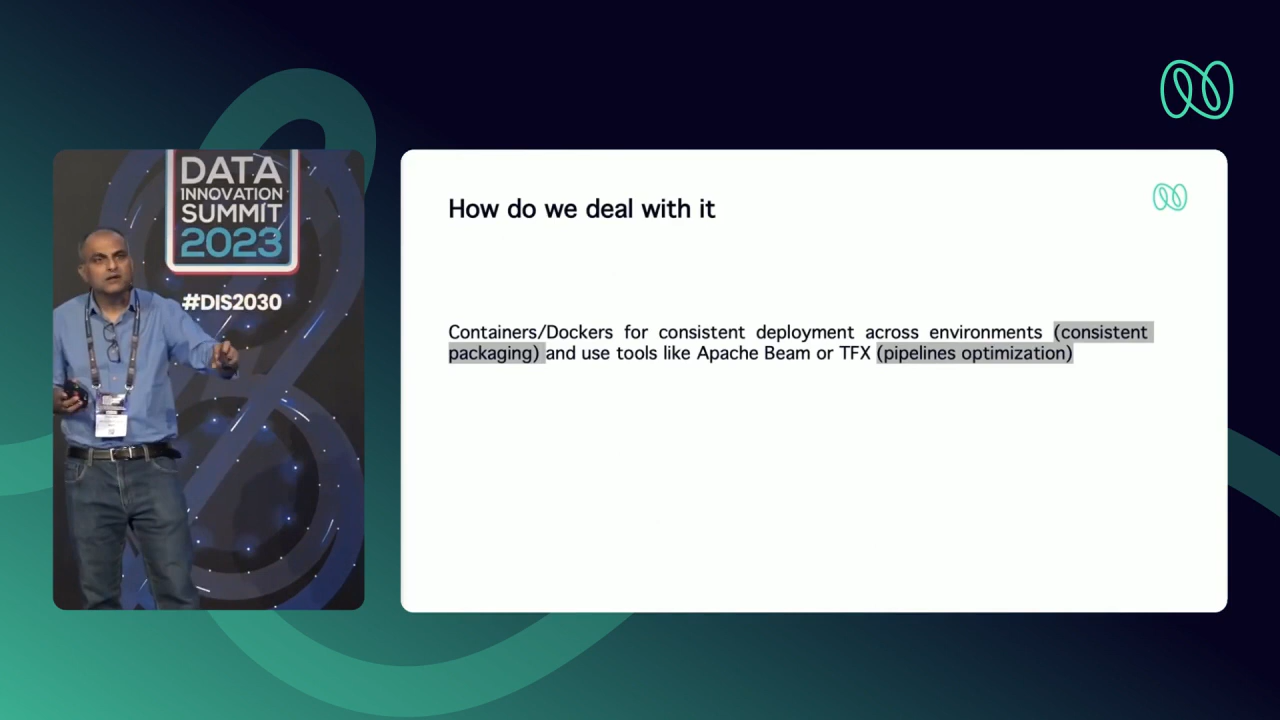 DATA
INNOVATION
SUMMIT
2023
#DIS2030
How do we deal with it
Containers/Dockers for consistent deployment across environments (consistent
packaging) and use tools like Apache Beam or TFX (pipelines optimization)